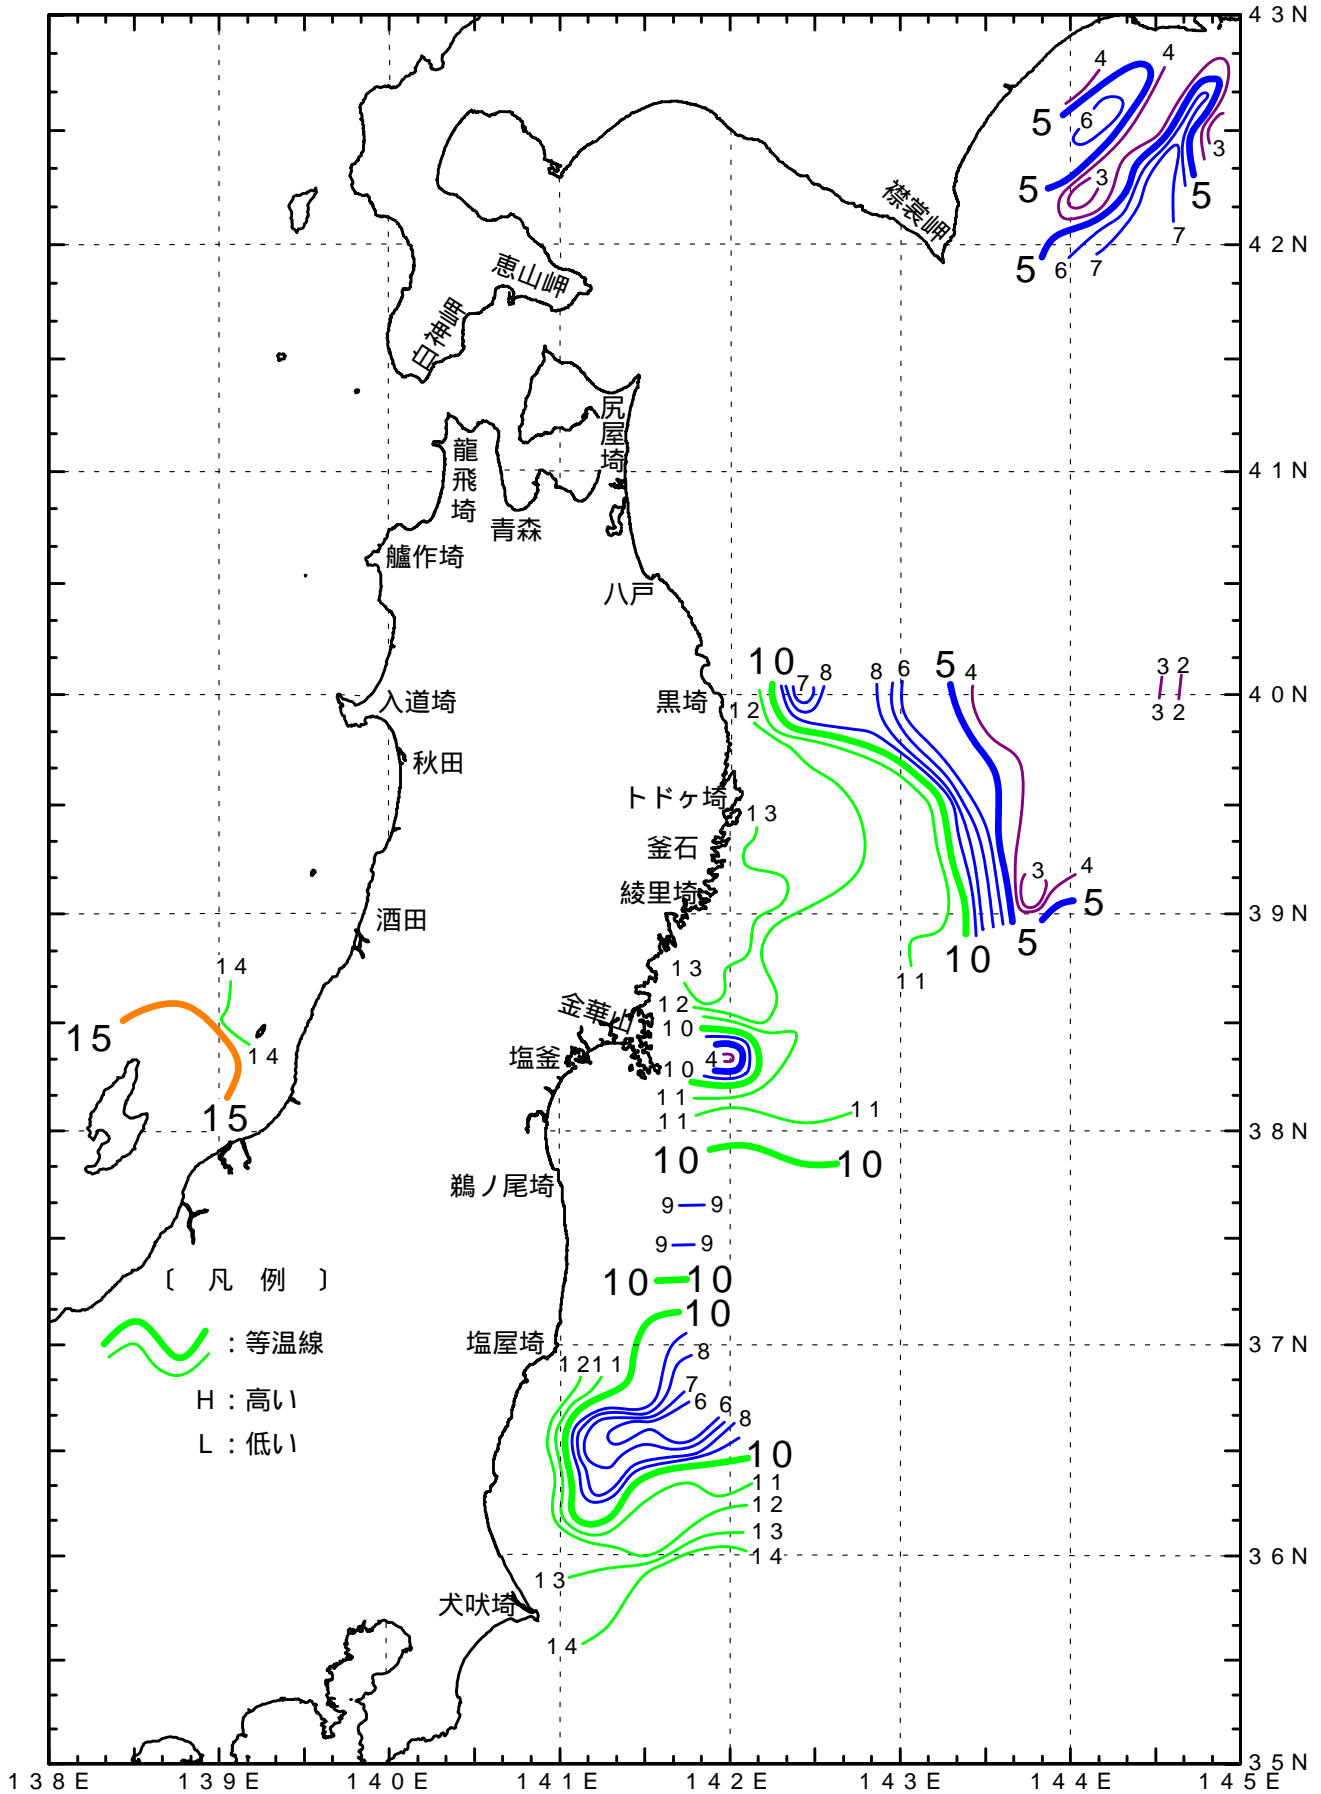 43N
4 4
5
6
3
5
3
5
襟裳岬
7
42N
5
6
7
恵山岬
白神岬
尻屋埼
龍飛埼
41N
青森
艫作埼
八戸
10
7
8
8
6
5
4
3 2
入道埼
黒埼
40N
12
3 2
秋田
トドヶ埼
13
釜石
綾里埼
3
4
5
39N
酒田
5
10
14
13
11
12
金華山
10
15
14
塩釜
4
10
11
15
11
11
38N
10
10
鵜ノ尾埼
9 9
9 9
〔 凡 例 〕
10 10
10
:等温線
塩屋埼
37N
12 11
8
H:高い
7
6
6
8
L:低い
10
11
12
13
14
36N
13
犬吠埼
14
35N
138E 139E 140E 141E 142E 143E 144E 145E